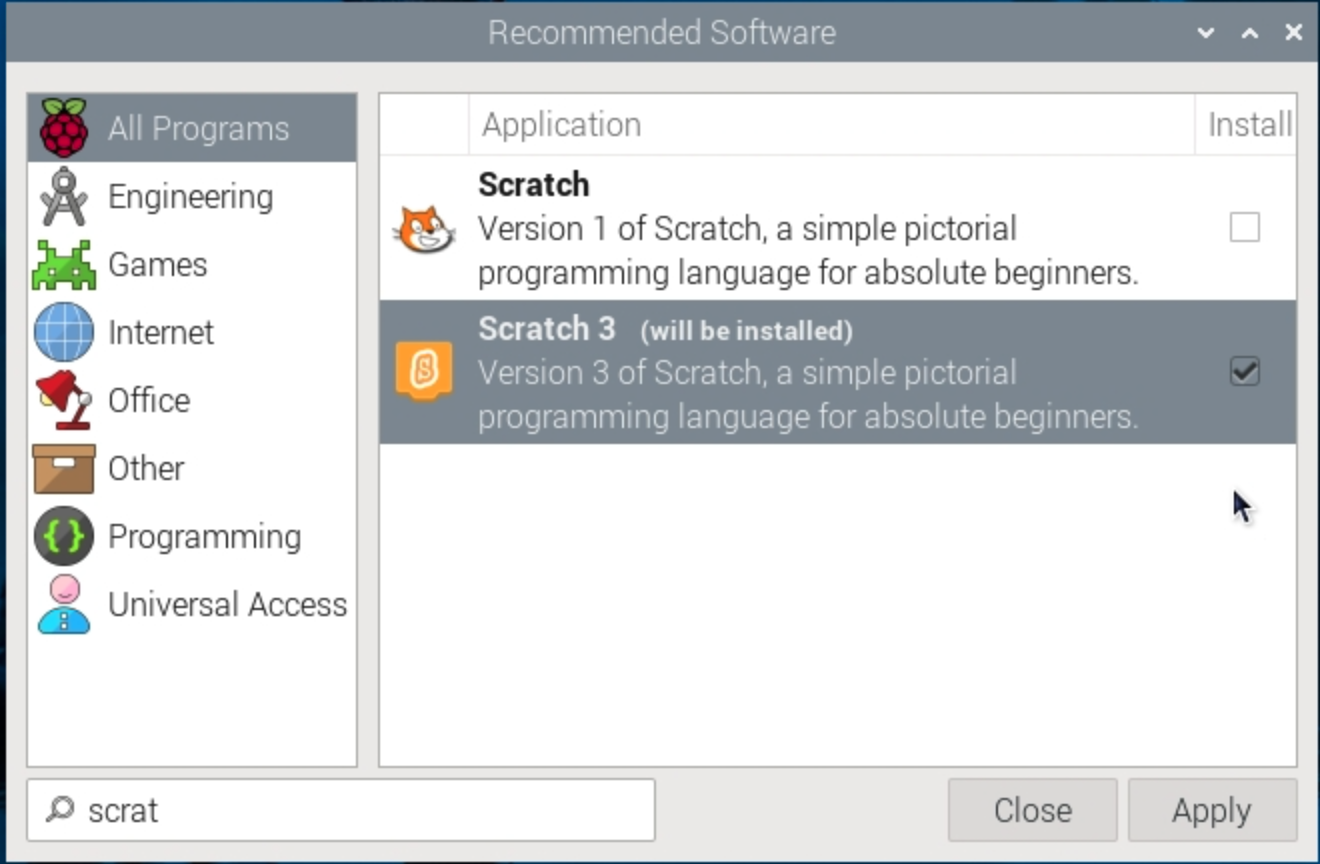 Recommended Software
All Programs
Engineering
Games
Internet
Office
Other
Programming
Universal Access
Application
Install
Scratch
Version 1 of Scratch, a simple pictorial
programming language for absolute beginners.
Scratch 3 (will be installed)
Version 3 of Scratch, a simple pictorial
programming language for absolute beginners.
scrat
Close
Apply